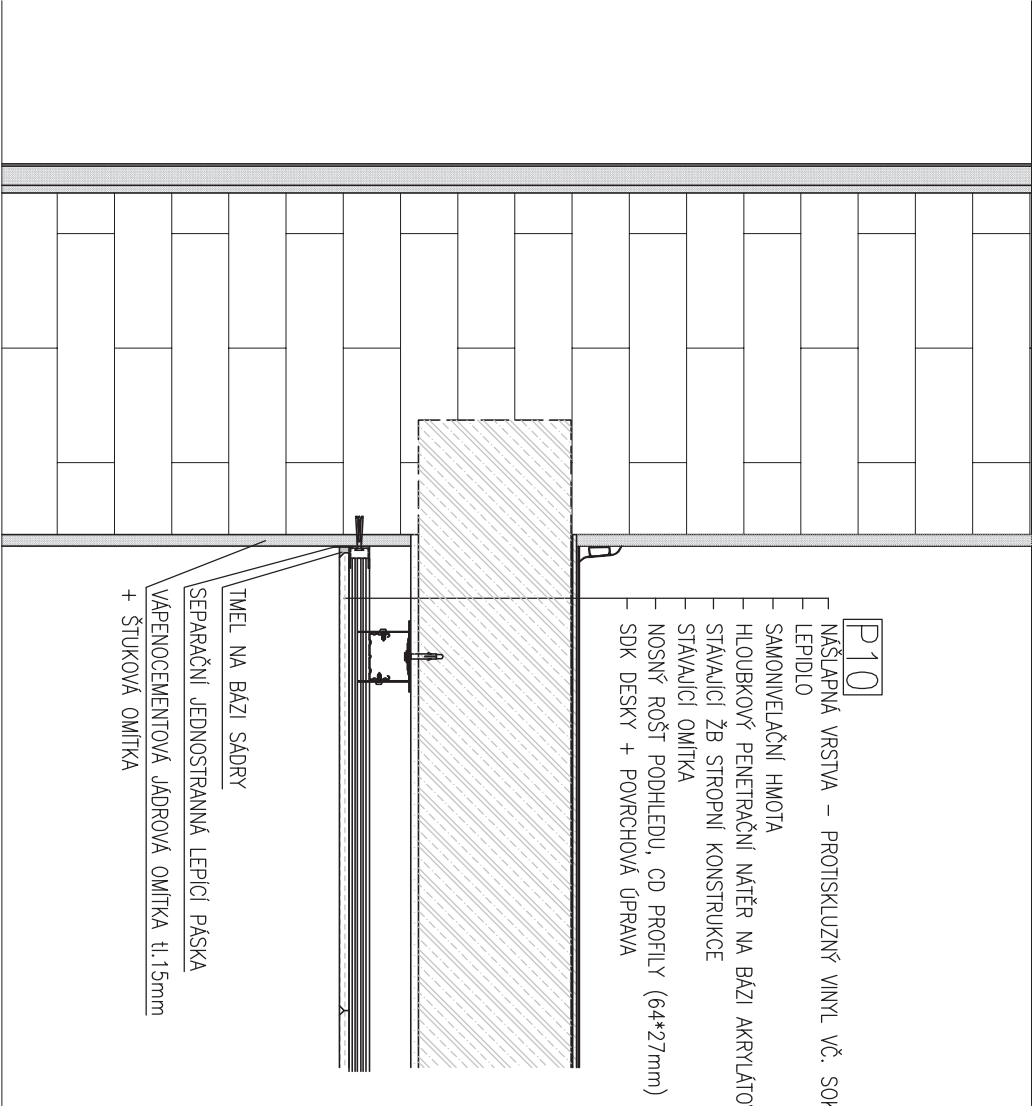 P10
NÁŠLAPNÁ VRSTVA - PROTISKLUZNÝ VINYL VČ.
LEPIDLO
SAMONIVELAČNÍ HMOTA
HLOUBKOVÝ PENETRAČNÍ NÁTĚR NA BÁZI
STÁVAJÍCÍ ŽB STROPNÍ KONSTRUKCE
STÁVAJÍCÍ OMÍTKA
NOSNÝ ROŠT PODHLEDU, CD PROFILY (64*27mm)
SDK DESKY + POVRCHOVÁ ÚPRAVA
TMEL NA BÁZI SÁDRY
SEPARAČNÍ JEDNOSTRANNÁ LEPÍCÍ PÁSKA
VÁPENOCEMENTOVÁ JÁDROVÁ OMÍTKA tl.15mm
+ ŠTUKOVÁ OMÍTKA